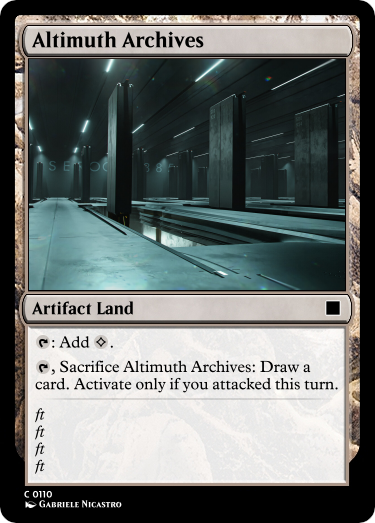 Altimuth Archives
Artifact Land
: Add .
, Sacrifice Altimuth Archives: Draw a
card. Activate only if you attacked this turn.
ft
ft
ft
ft
C 0110
Gabriele Nicastro